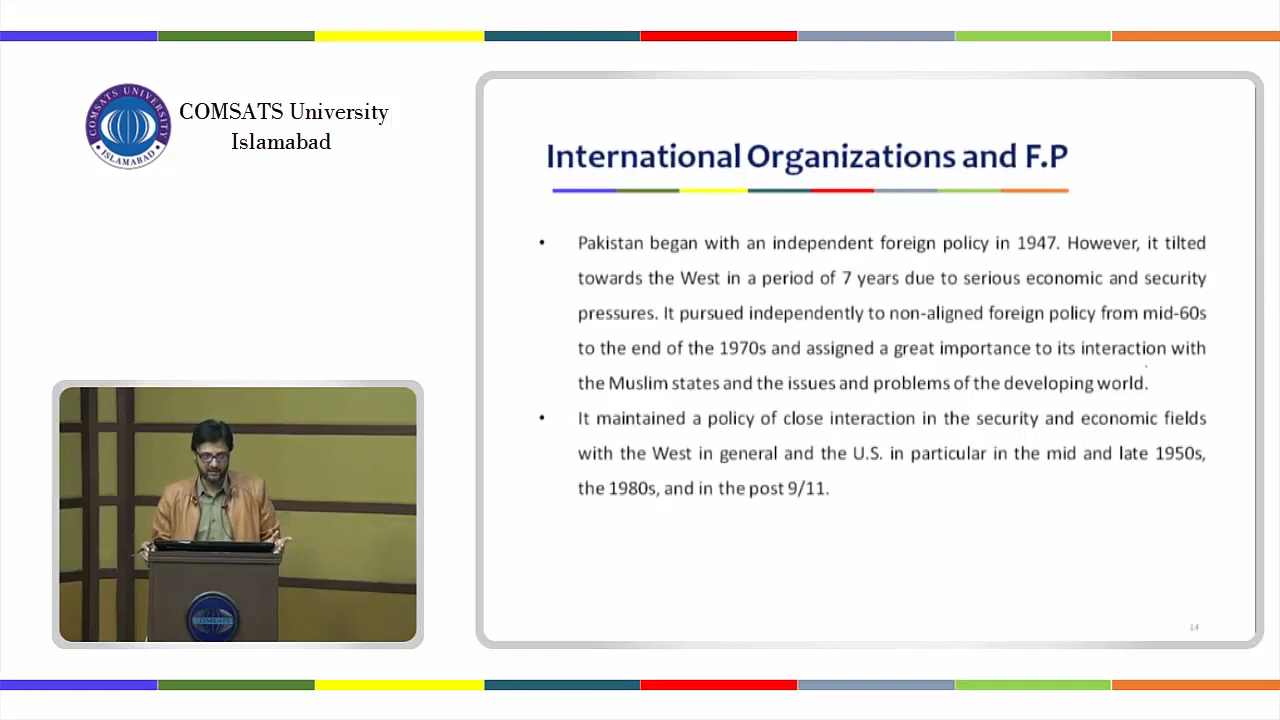 COMSATS University
Islamabad
COMSATS UNIVERSITY
ISLAMABAD
International Organizations and F.P
• Pakistan began with an independent foreign policy in 1947. However, it tilted
towards the West in a period of 7 years due to serious economic and security
pressures. It pursued independently to non-aligned foreign policy from mid-60s
to the end of the 1970s and assigned a great importance to its interaction with
the Muslim states and the issues and problems of the developing world.
• It maintained a policy of close interaction in the security and economic fields
with the West in general and the U.S. in particular in the mid and late 1950s,
the 1980s, and in the post 9/11.
COMSATS
14